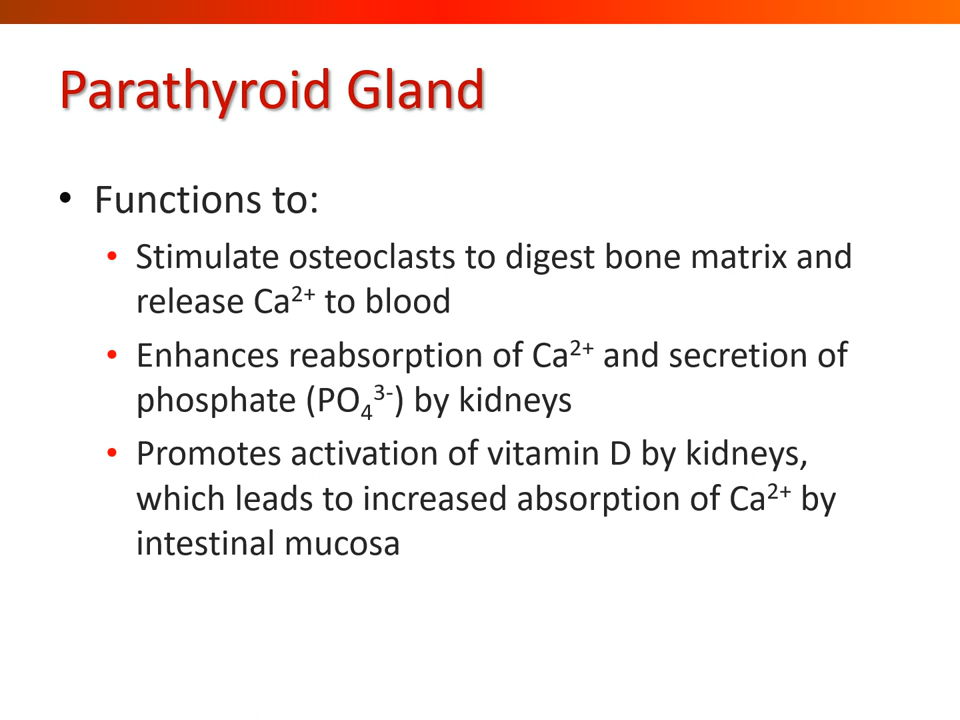 Parathyroid Gland
• Functions to:
• Stimulate osteoclasts to digest bone matrix and
release Ca²⁺ to blood
• Enhances reabsorption of Ca²⁺ and secretion of
phosphate (PO₄³⁻) by kidneys
• Promotes activation of vitamin D by kidneys,
which leads to increased absorption of Ca²⁺ by
intestinal mucosa